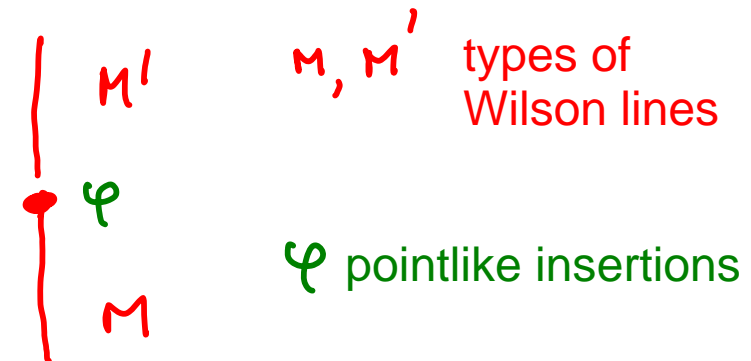 M'
M, M' types of
Wilson lines
φ
φ pointlike insertions
M